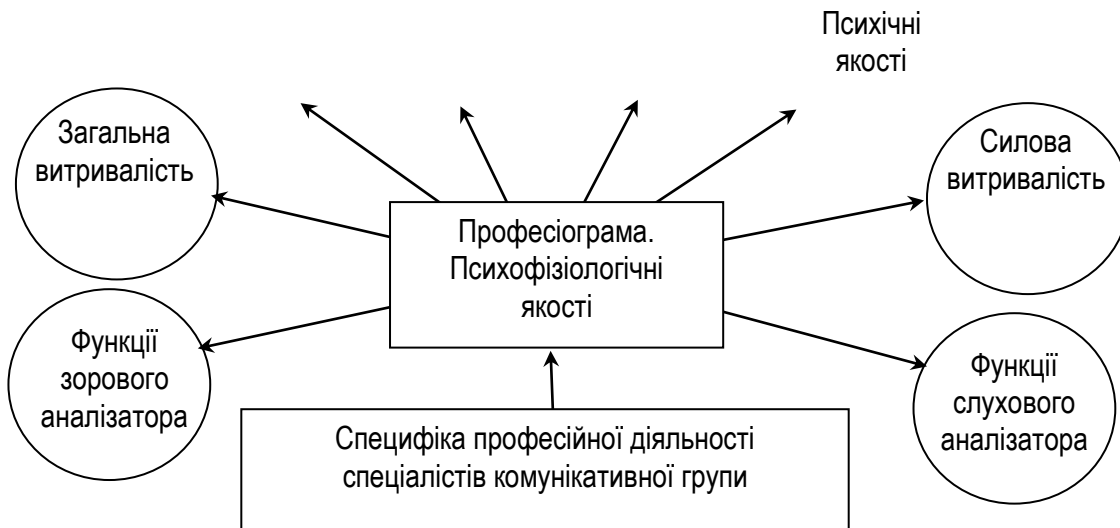 Психічні
якості
Загальна
витривалість
Силова
витривалість
Професіограма.
Психофізіологічні
якості
Функції
зорового
аналізатора
Функції
слухового
аналізатора
Специфіка професійної діяльності
спеціалістів комунікативної групи